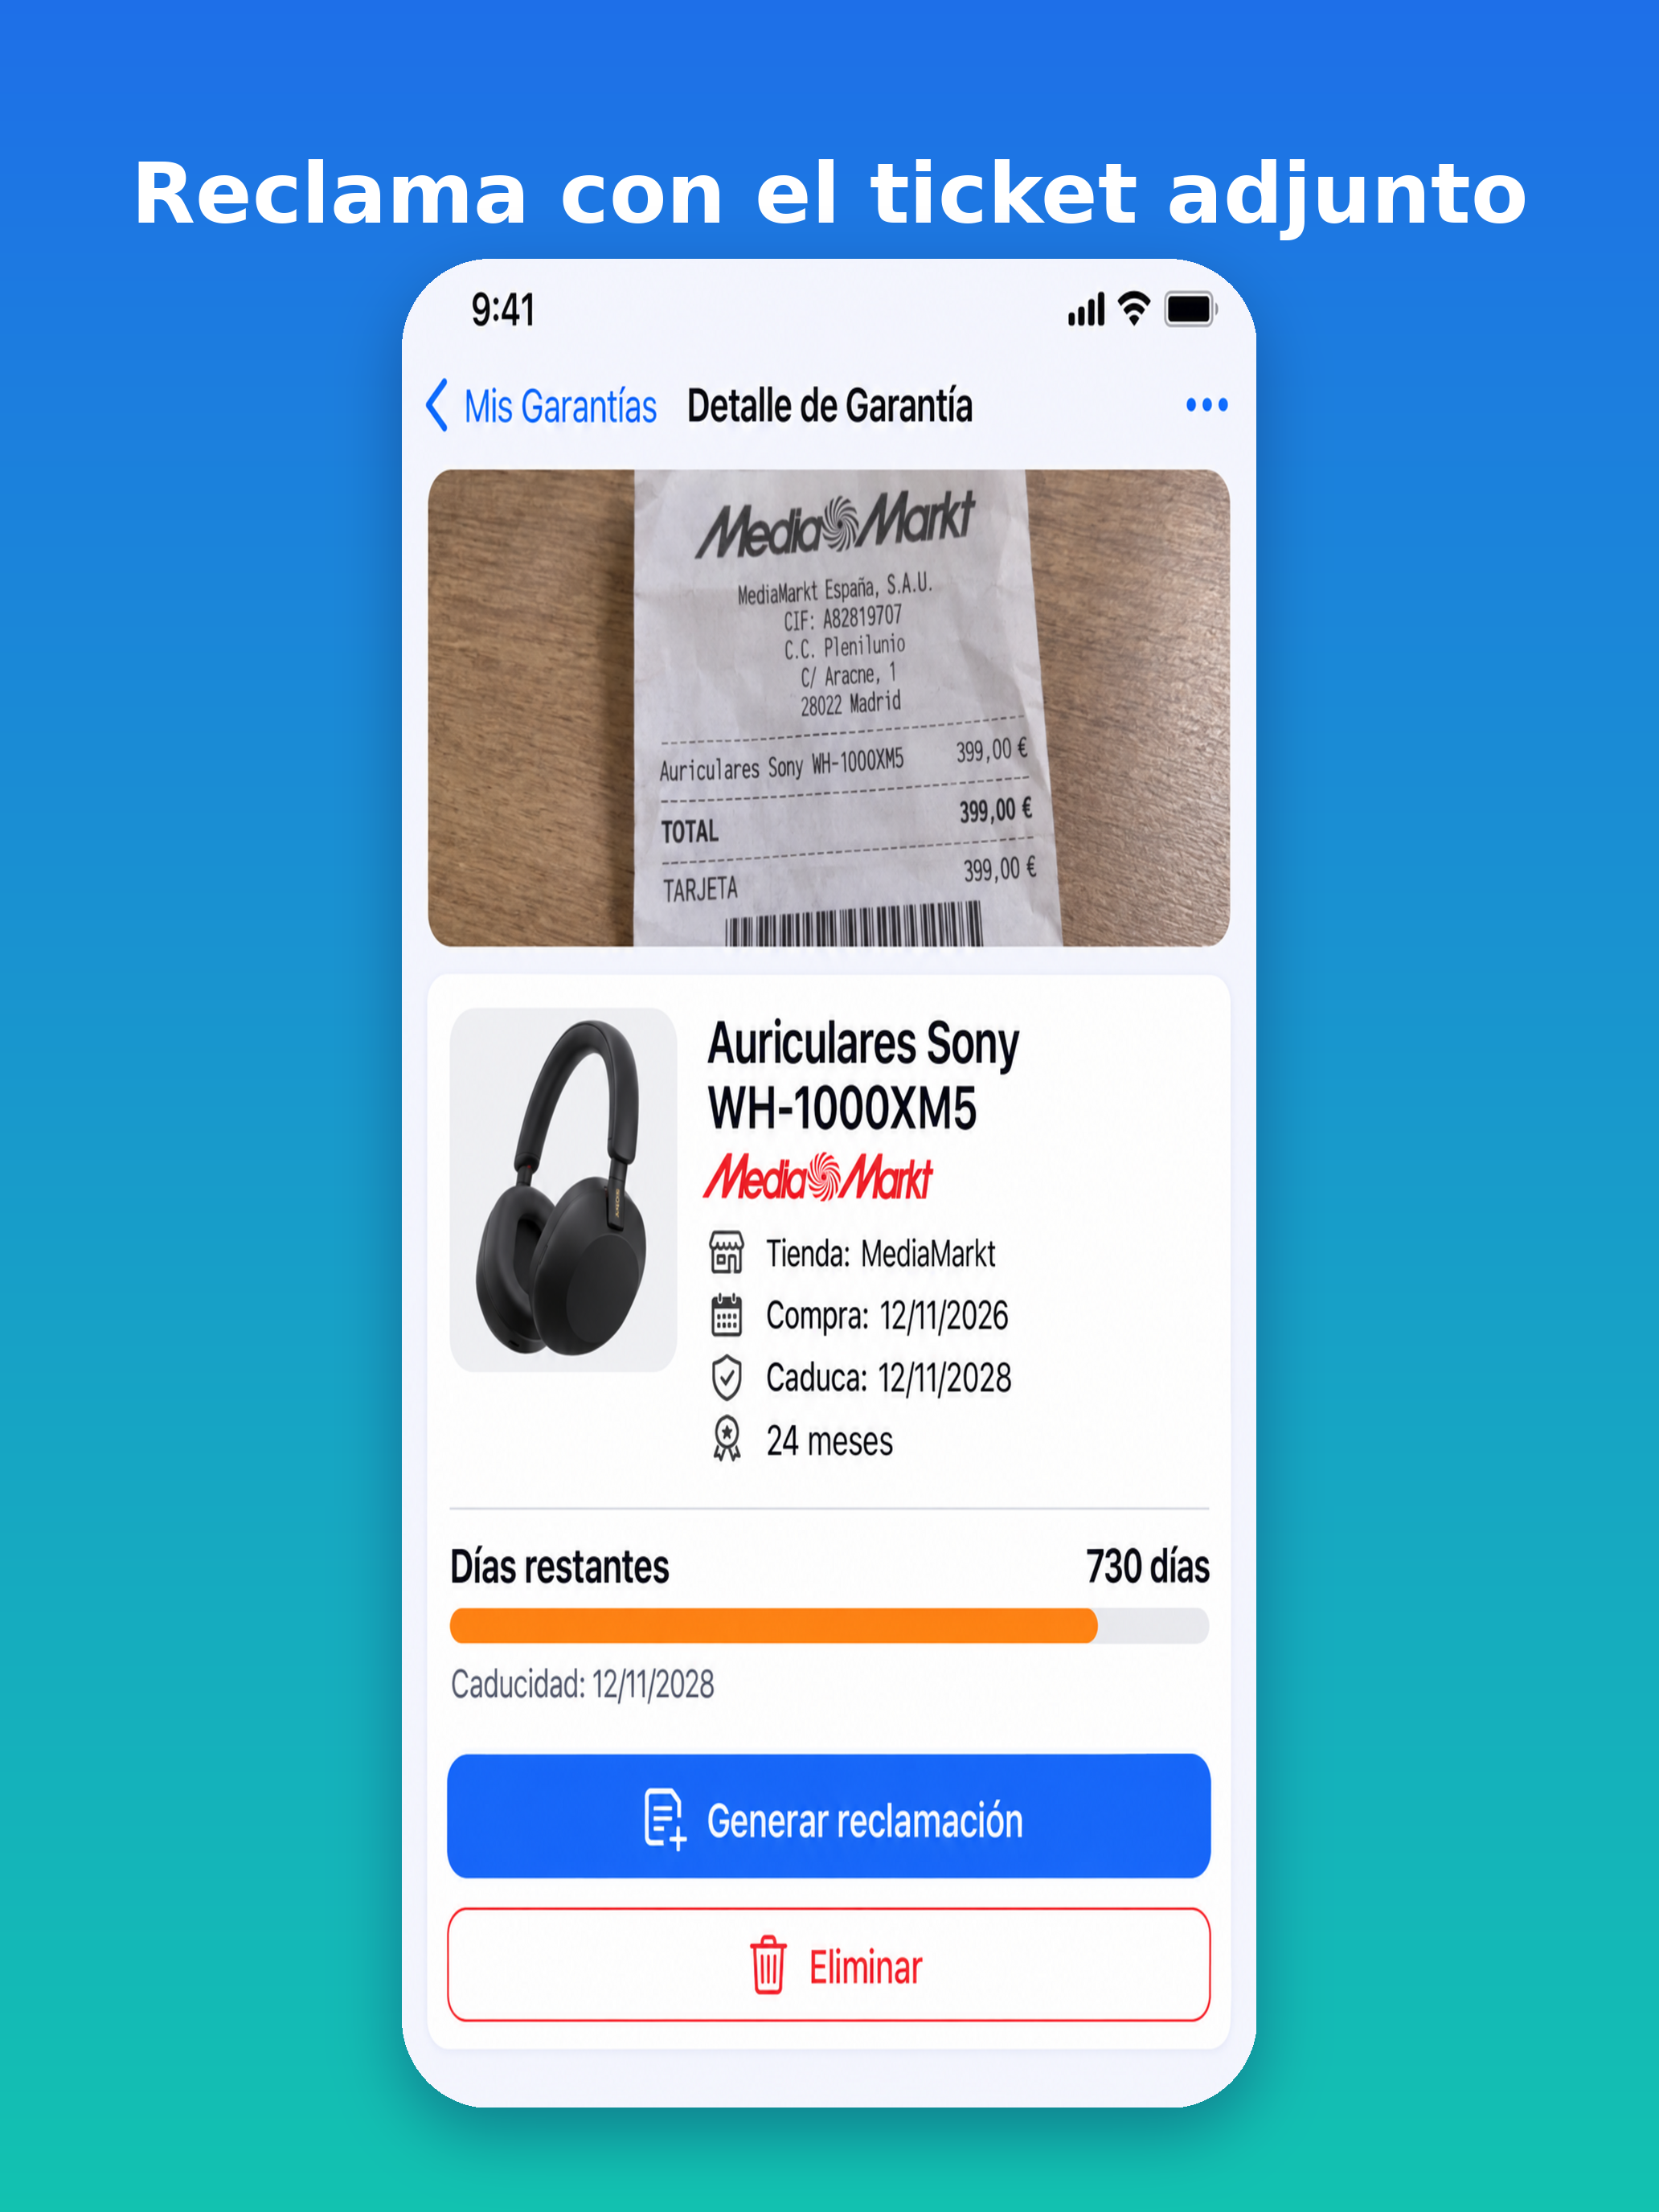 Reclama con el ticket adjunto
9:41
Mis Garantías Detalle de Garantía
MediaMarkt
MediaMarkt España, S.A.U.
CIF: A82819707
C.C. Plenilunio
C/ Aracne, 1
28022 Madrid
Auriculares Sony WH-1000XM5 399,00 €
TOTAL 399,00 €
TARJETA 399,00 €
Auriculares Sony
WH-1000XM5
MediaMarkt
Tienda: MediaMarkt
Compra: 12/11/2026
Caduca: 12/11/2028
24 meses
Días restantes 730 días
Caducidad: 12/11/2028
Generar reclamación
Eliminar